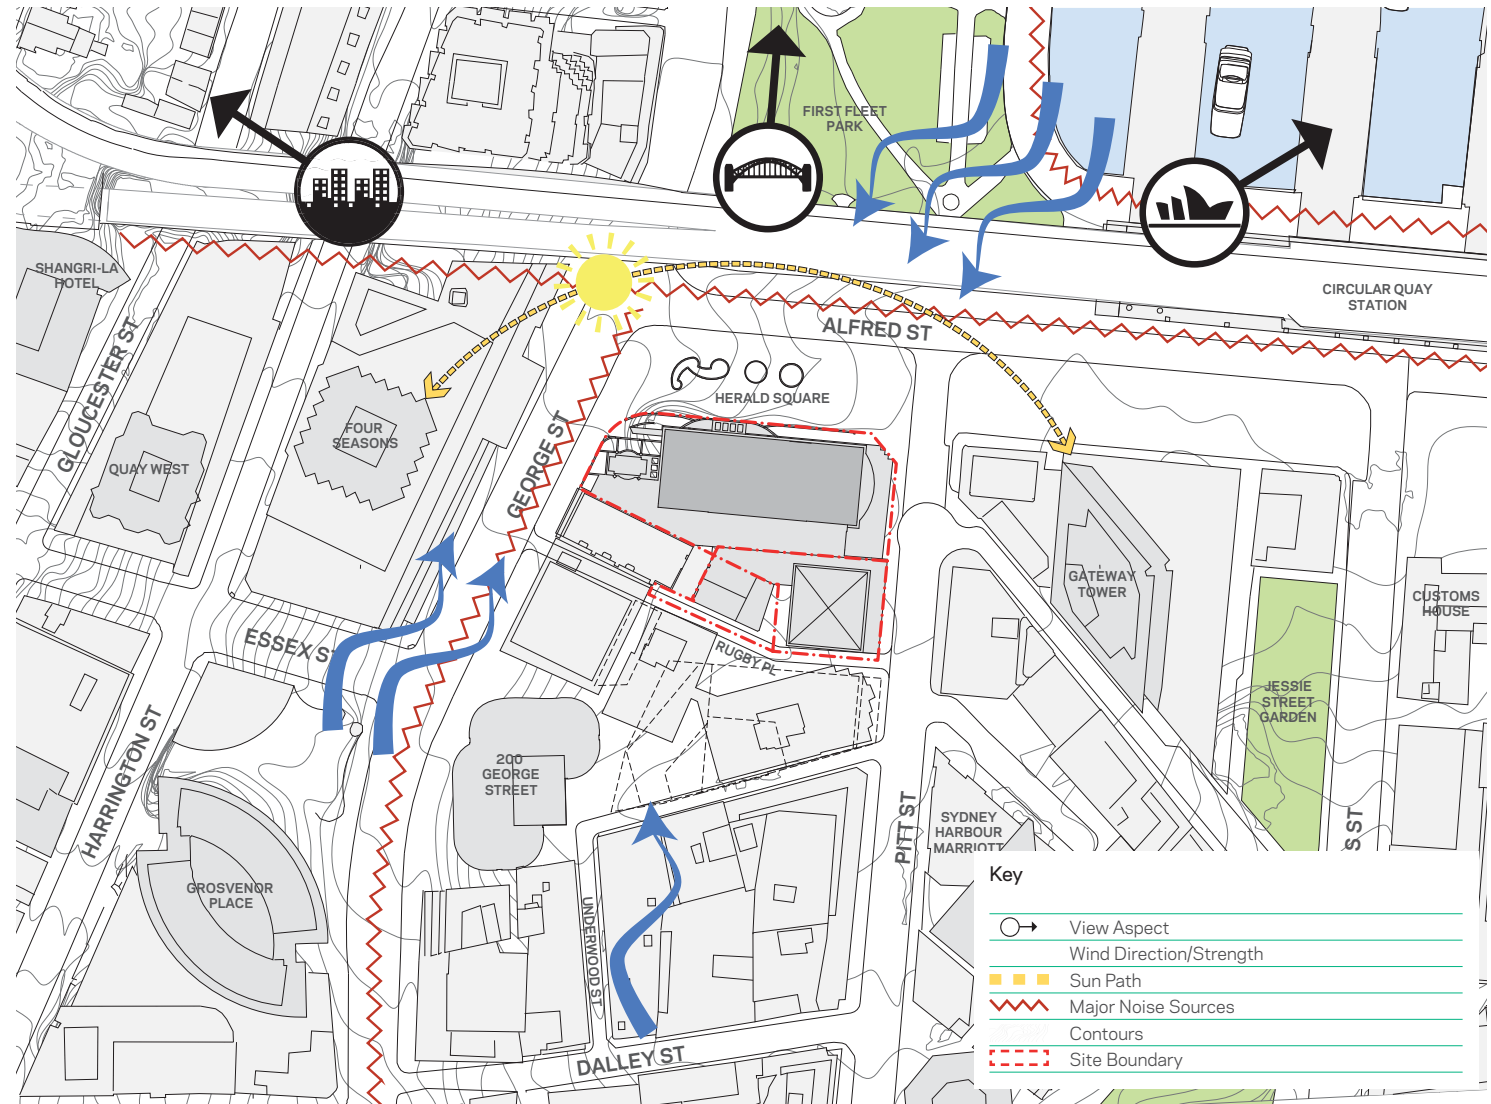 FIRST FLEET
PARK
SHANGRI-LA
HOTEL
CIRCULAR QUAY
STATION
ALFRED ST
GLOUCESTER ST
HERALD SQUARE
FOUR
SEASONS
QUAY WEST
GEORGE ST
GATEWAY
TOWER
CUSTOMS
HOUSE
ESSEX ST
RUGBY PL
JESSIE
STREET
GARDEN
HARRINGTON ST
200
GEORGE
STREET
PITT ST
SYDNEY
HARBOUR
MARRIOTT
S ST
GROSVENOR
PLACE
UNDERWOOD ST
DALLEY ST
Key
View Aspect
Wind Direction/Strength
Sun Path
Major Noise Sources
Contours
Site Boundary